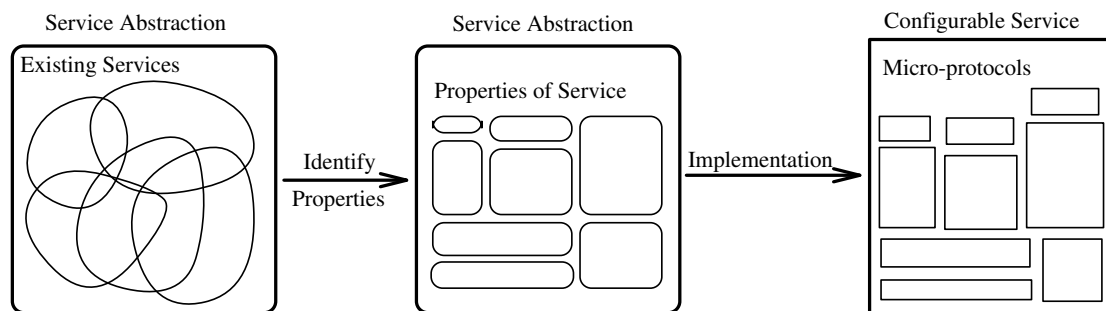 Service Abstraction
Existing Services
Identify
Properties
Service Abstraction
Properties of Service
Implementation
Configurable Service
Micro-protocols